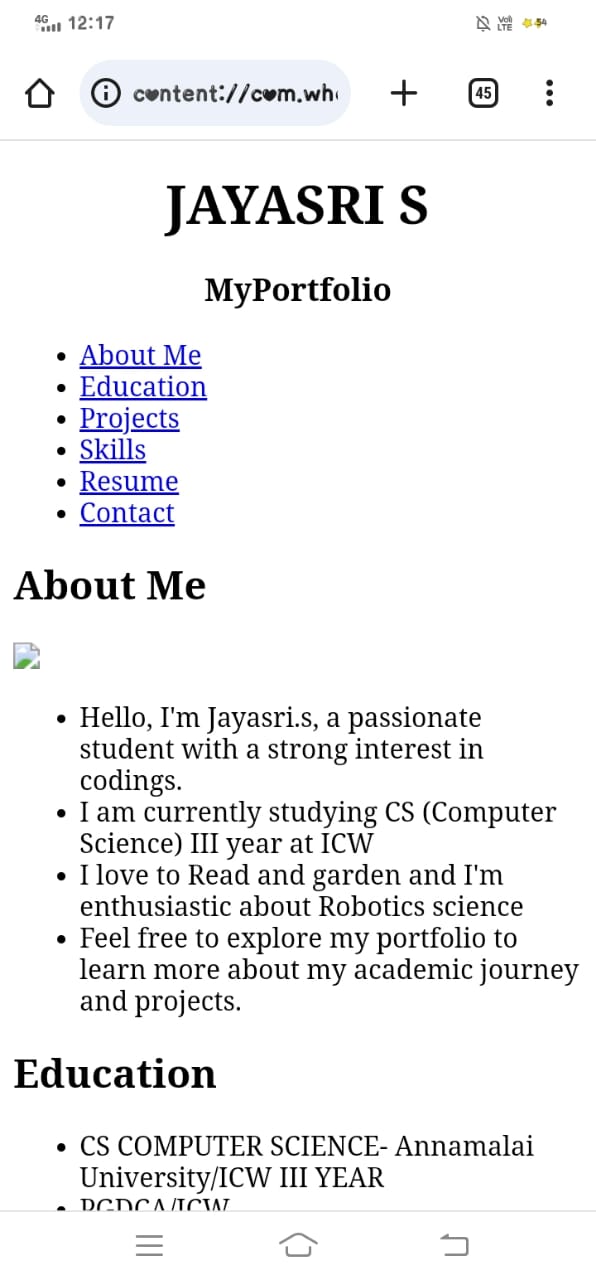 4G 12:17 Vo) LTE 54
content://com.wh
45
JAYASRI S
MyPortfolio
About Me
Education
Projects
Skills
Resume
Contact
About Me
Hello, I'm Jayasri.s, a passionate
student with a strong interest in
codings.
I am currently studying CS (Computer
Science) III year at ICW
I love to Read and garden and I'm
enthusiastic about Robotics science
Feel free to explore my portfolio to
learn more about my academic journey
and projects.
Education
CS COMPUTER SCIENCE- Annamalai
University/ICW III YEAR
PGDCA/ICW